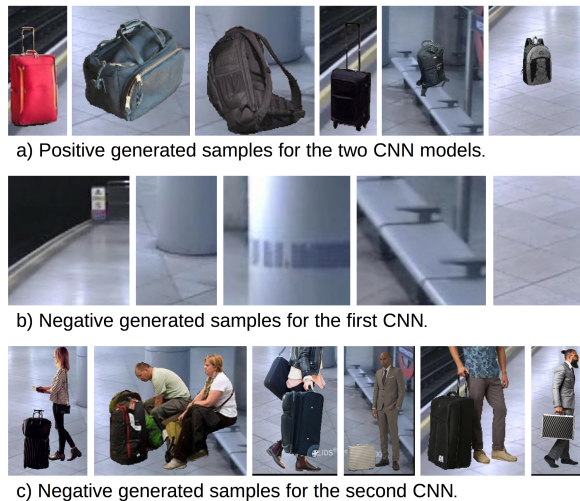 a) Positive generated samples for the two CNN models.
b) Negative generated samples for the first CNN.
iLIDS
c) Negative generated samples for the second CNN.